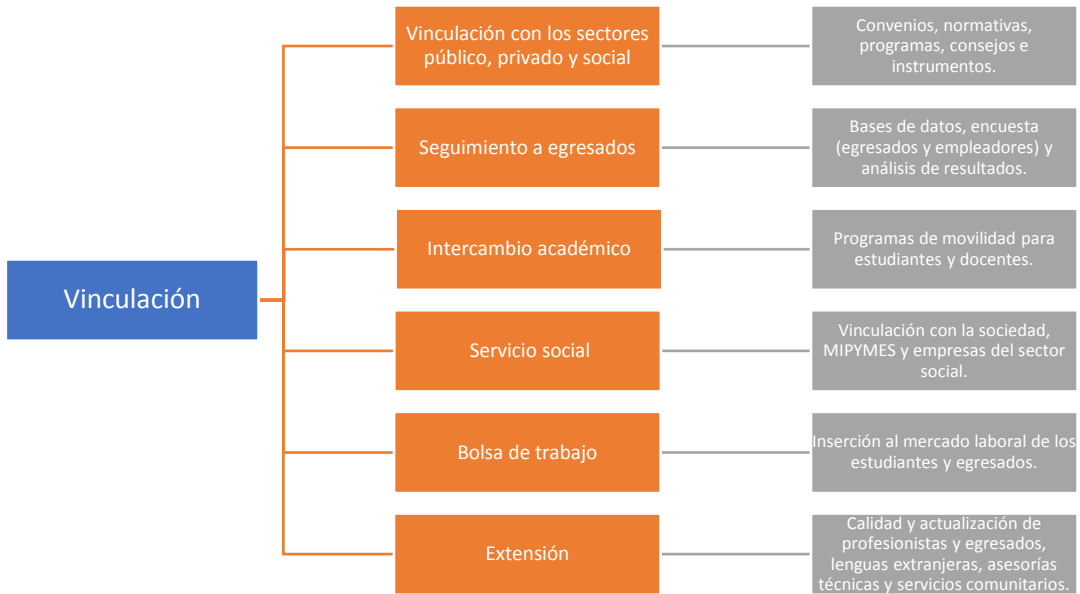 Vinculación
Vinculación con los sectores
público, privado y social
Convenios, normativas,
programas, consejos e
instrumentos.
Seguimiento a egresados
Bases de datos, encuesta
(egresados y empleadores) y
análisis de resultados.
Intercambio académico
Programas de movilidad para
estudiantes y docentes.
Servicio social
Vinculación con la sociedad,
MIPYMES y empresas del sector
social.
Bolsa de trabajo
Inserción al mercado laboral de los
estudiantes y egresados.
Extensión
Calidad y actualización de
profesionistas y egresados,
lenguas extranjeras, asesorías
técnicas y servicios comunitarios.